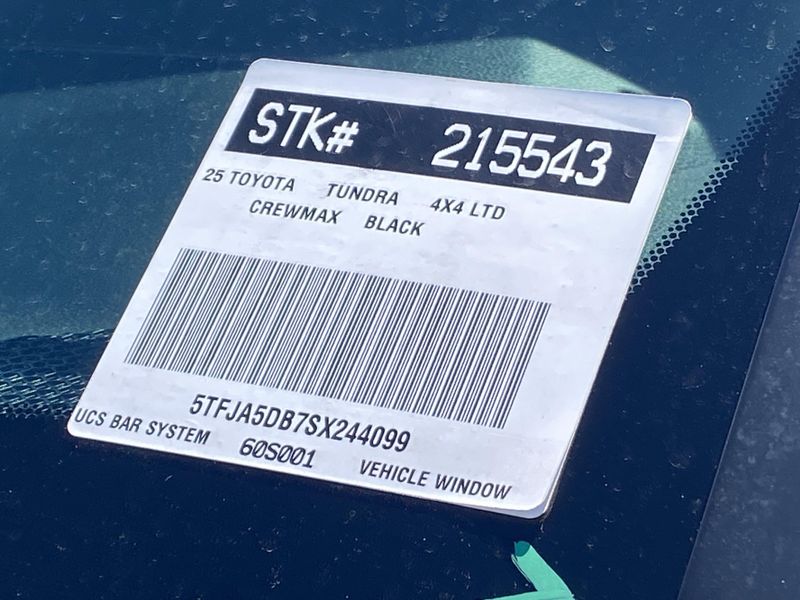 STK# 215543
25 TOYOTA TUNDRA 4X4 LTD
CREWMAX BLACK
5TFJA5DB7SX244099
UCS BAR SYSTEM 60S001 VEHICLE WINDOW